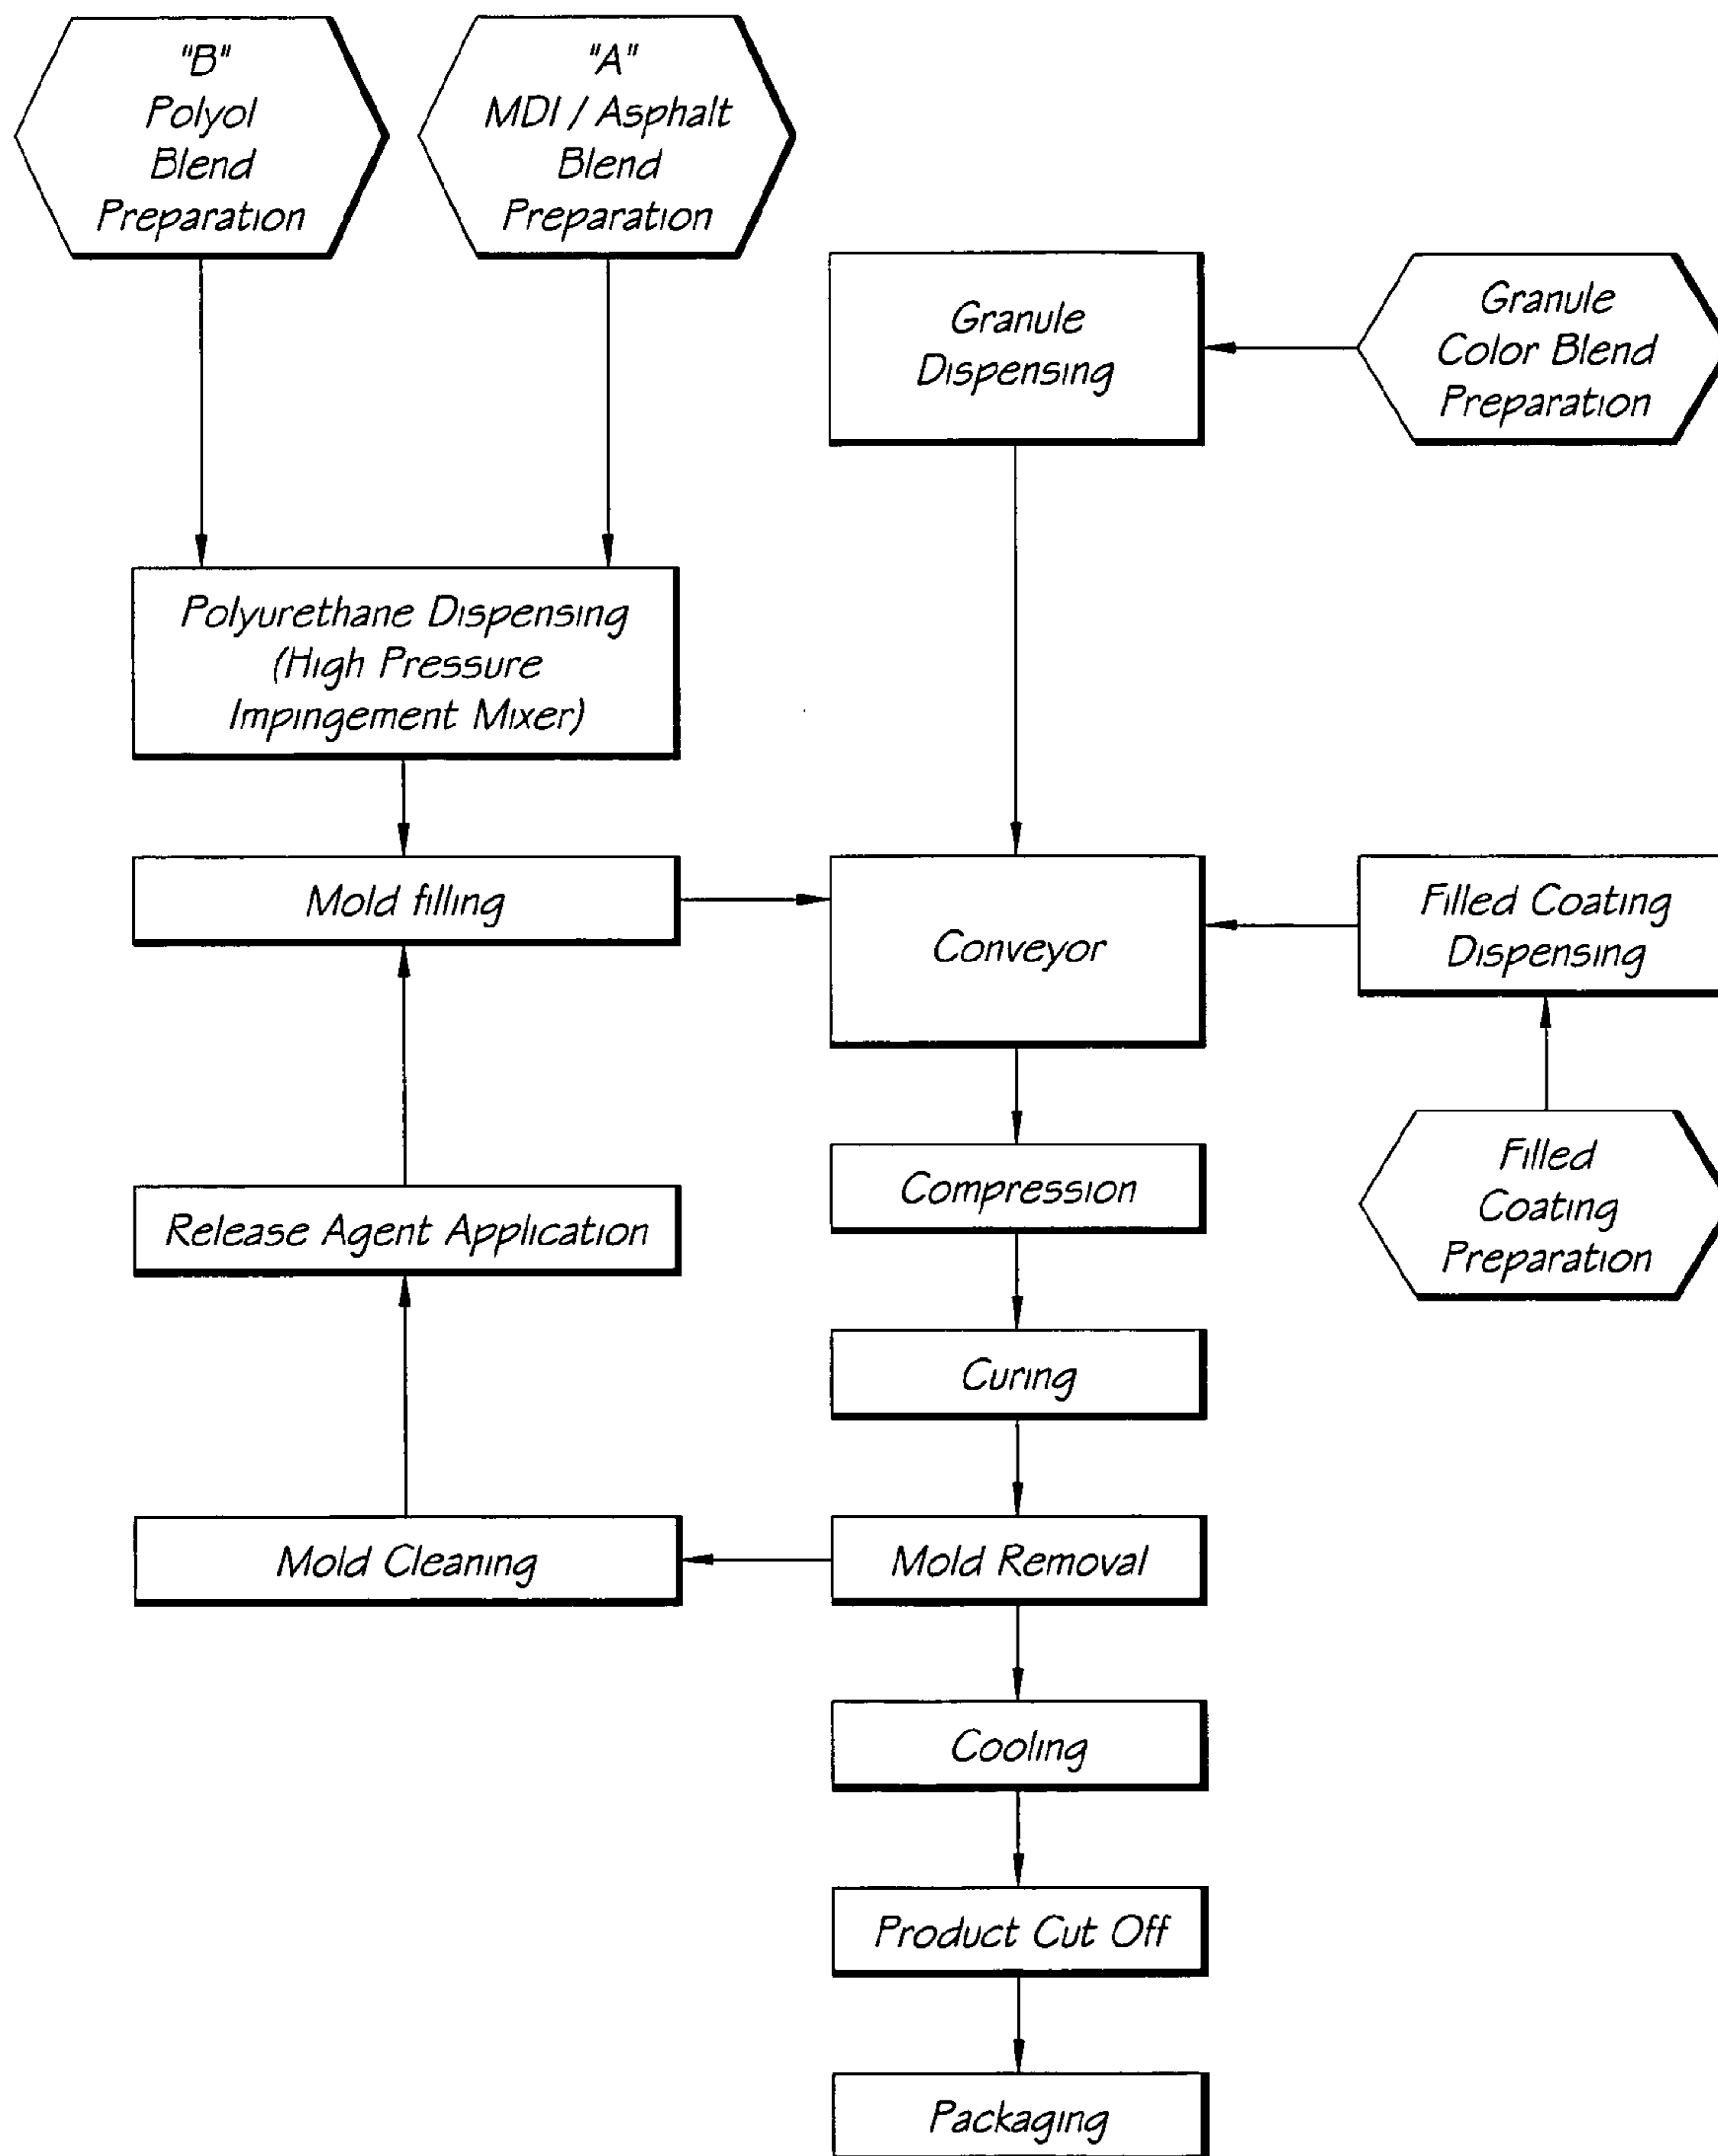 "B"
Polyol
Blend
Preparation
"A"
MDI / Asphalt
Blend
Preparation
Granule
Dispensing
Granule
Color Blend
Preparation
Polyurethane Dispensing
(High Pressure
Impingement Mixer)
Mold filling
Conveyor
Filled Coating
Dispensing
Compression
Filled
Coating
Preparation
Release Agent Application
Curing
Mold Cleaning
Mold Removal
Cooling
Product Cut Off
Packaging